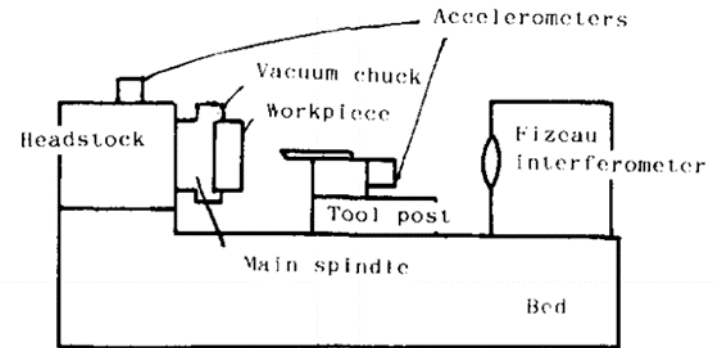 Accelerometers
Vacuum chuck
Workpiece
Headstock
Fizeau
interferometer
Tool post
Main spindle
Bed